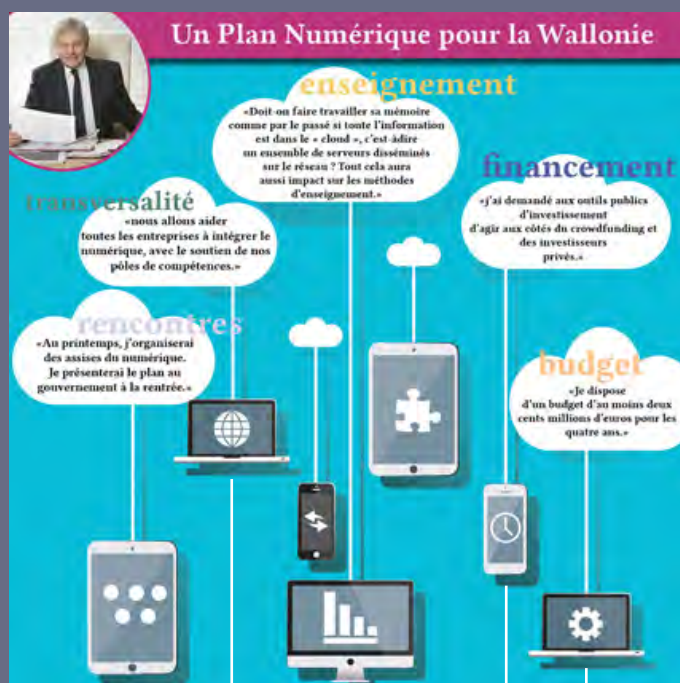 Un Plan Numérique pour la Wallonie
enseignement
«Doit-on faire travailler sa mémoire
comme par le passé si toute l'information
est dans le « cloud », c'est-àdire
un ensemble de serveurs disséminés
sur le réseau ? Tout cela aura
aussi impact sur les méthodes
d'enseignement.»
financement
«j'ai demandé aux outils publics
d'investissement
d'agir aux côtés du crowdfunding et
des investisseurs
privés.«
transversalité
«nous allons aider
toutes les entreprises à intégrer le
numérique, avec le soutien de nos
pôles de compétences.»
rencontres
«Au printemps, j'organiserai
des assises du numérique.
Je présenterai le plan au
gouvernement à la rentrée.«
budget
«Je dispose
d'un budget d'au moins deux
cents millions d'euros pour les
quatre ans.»